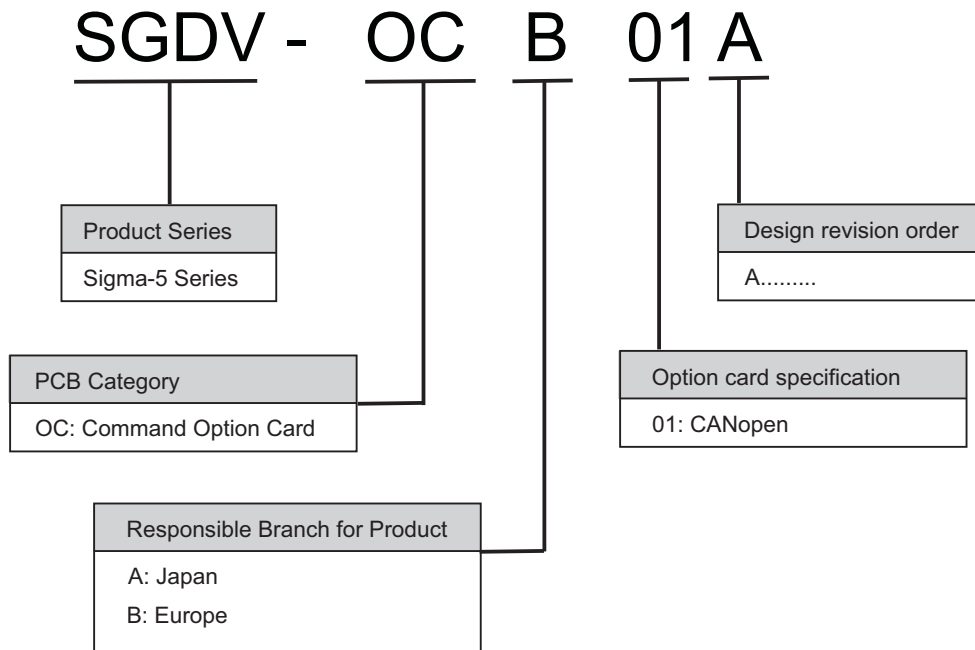 SGDV - OC B 01 A
Product Series
Sigma-5 Series
Design revision order
A.........
PCB Category
OC: Command Option Card
Option card specification
01: CANopen
Responsible Branch for Product
A: Japan
B: Europe